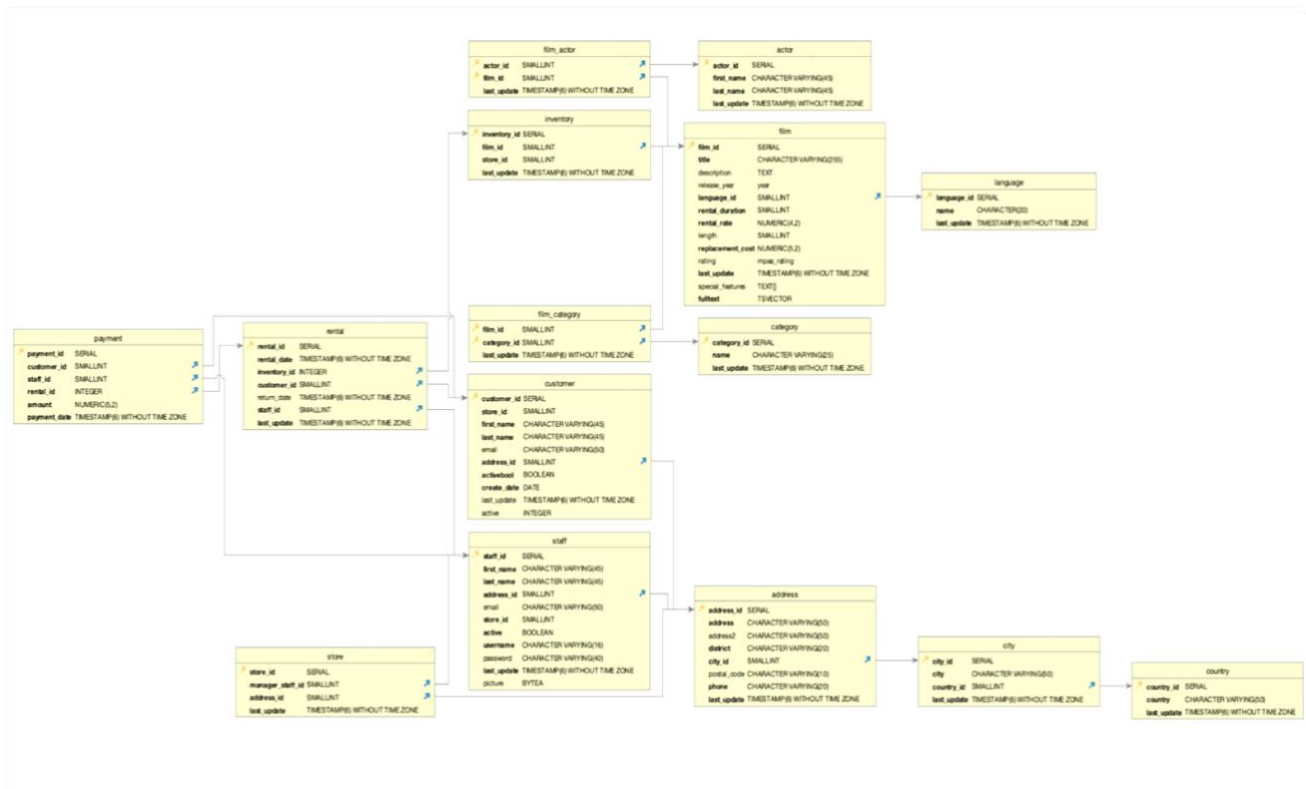 film_actor
actor_id SMALLINT
film_id SMALLINT
last_update TIMESTAMP(6) WITHOUT TIME ZONE
actor
actor_id SERIAL
first_name CHARACTER VARYING(45)
last_name CHARACTER VARYING(45)
last_update TIMESTAMP(6) WITHOUT TIME ZONE
inventory
inventory_id SERIAL
film_id SMALLINT
store_id SMALLINT
last_update TIMESTAMP(6) WITHOUT TIME ZONE
film
film_id SERIAL
title CHARACTER VARYING(255)
description TEXT
release_year year
language_id SMALLINT
rental_duration SMALLINT
rental_rate NUMERIC(4,2)
length SMALLINT
replacement_cost NUMERIC(5,2)
rating mpaa_rating
last_update TIMESTAMP(6) WITHOUT TIME ZONE
special_features TEXT[]
fulltext TSVECTOR
language
language_id SERIAL
name CHARACTER(20)
last_update TIMESTAMP(6) WITHOUT TIME ZONE
film_category
film_id SMALLINT
category_id SMALLINT
last_update TIMESTAMP(6) WITHOUT TIME ZONE
category
category_id SERIAL
name CHARACTER VARYING(25)
last_update TIMESTAMP(6) WITHOUT TIME ZONE
payment
payment_id SERIAL
customer_id SMALLINT
staff_id SMALLINT
rental_id INTEGER
amount NUMERIC(5,2)
payment_date TIMESTAMP(6) WITHOUT TIME ZONE
rental
rental_id SERIAL
rental_date TIMESTAMP(6) WITHOUT TIME ZONE
inventory_id INTEGER
customer_id SMALLINT
return_date TIMESTAMP(6) WITHOUT TIME ZONE
staff_id SMALLINT
last_update TIMESTAMP(6) WITHOUT TIME ZONE
customer
customer_id SERIAL
store_id SMALLINT
first_name CHARACTER VARYING(45)
last_name CHARACTER VARYING(45)
email CHARACTER VARYING(50)
address_id SMALLINT
activebool BOOLEAN
create_date DATE
last_update TIMESTAMP(6) WITHOUT TIME ZONE
active INTEGER
staff
staff_id SERIAL
first_name CHARACTER VARYING(45)
last_name CHARACTER VARYING(45)
address_id SMALLINT
email CHARACTER VARYING(50)
store_id SMALLINT
active BOOLEAN
username CHARACTER VARYING(16)
password CHARACTER VARYING(40)
last_update TIMESTAMP(6) WITHOUT TIME ZONE
picture BYTEA
store
store_id SERIAL
manager_staff_id SMALLINT
address_id SMALLINT
last_update TIMESTAMP(6) WITHOUT TIME ZONE
address
address_id SERIAL
address CHARACTER VARYING(50)
address2 CHARACTER VARYING(50)
district CHARACTER VARYING(20)
city_id SMALLINT
postal_code CHARACTER VARYING(10)
phone CHARACTER VARYING(20)
last_update TIMESTAMP(6) WITHOUT TIME ZONE
city
city_id SERIAL
city CHARACTER VARYING(50)
country_id SMALLINT
last_update TIMESTAMP(6) WITHOUT TIME ZONE
country
country_id SERIAL
country CHARACTER VARYING(50)
last_update TIMESTAMP(6) WITHOUT TIME ZONE